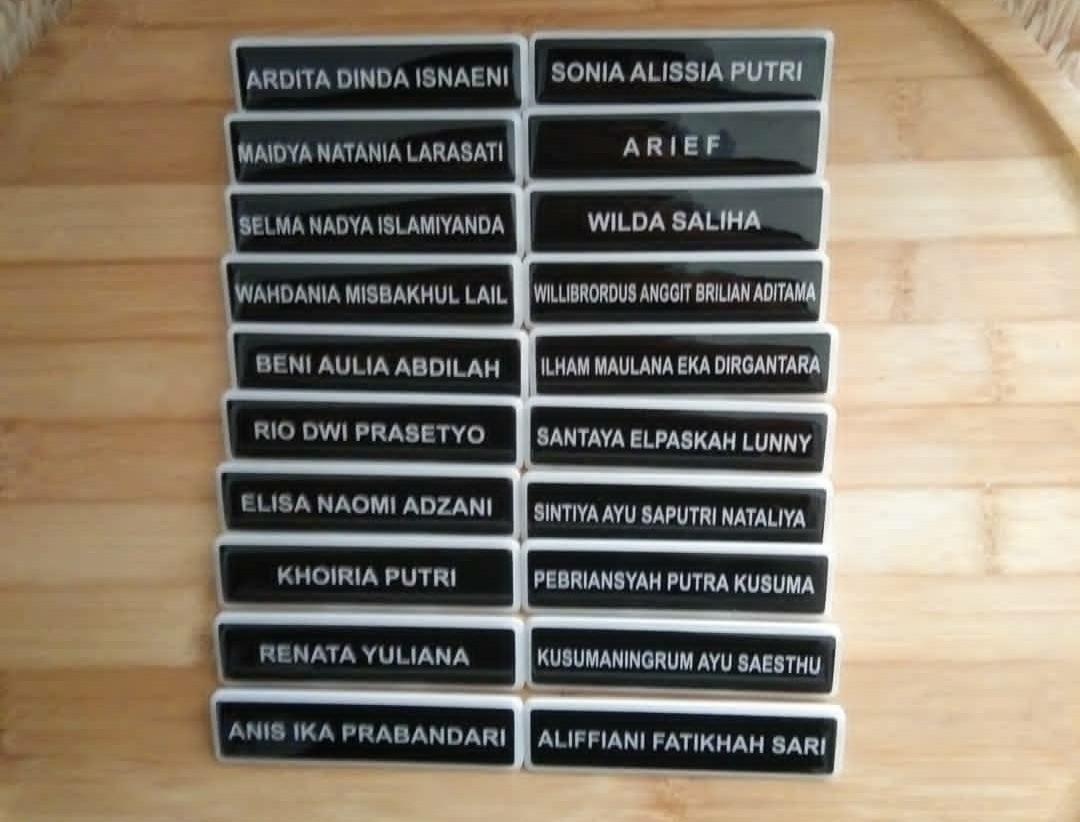 ARDITA DINDA ISNAENI
SONIA ALISSIA PUTRI
MAIDYA NATANIA LARASATI
A R I E F
SELMA NADYA ISLAMIYANDA
WILDA SALIHA
WAHDANIA MISBAKHUL LAIL
WILLIBRORDUS ANGGIT BRILIAN ADITAMA
BENI AULIA ABDILAH
ILHAM MAULANA EKA DIRGANTARA
RIO DWI PRASETYO
SANTAYA ELPASKAH LUNNY
ELISA NAOMI ADZANI
SINTIYA AYU SAPUTRI NATALIYA
KHOIRIA PUTRI
PEBRIANSYAH PUTRA KUSUMA
RENATA YULIANA
KUSUMANINGRUM AYU SAESTHU
ANIS IKA PRABANDARI
ALIFFIANI FATIKHAH SARI